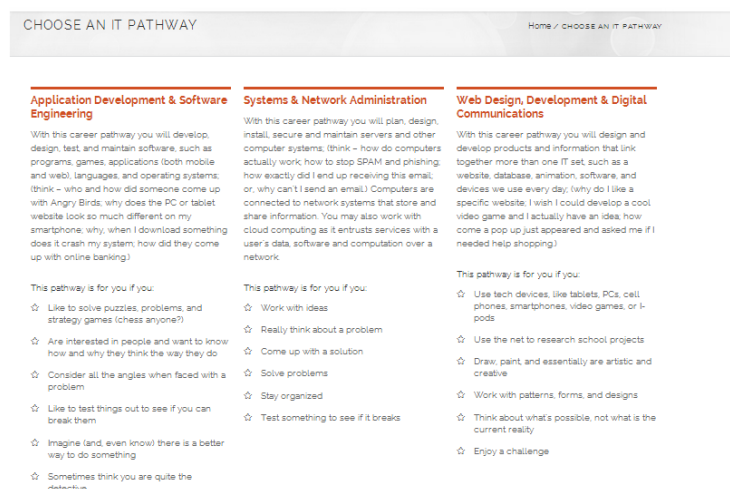 CHOOSE AN IT PATHWAY
Home / CHOOSE AN IT PATHWAY
Application Development & Software
Engineering
With this career pathway you will develop,
design, test, and maintain software, such as
programs, games, applications (both mobile
and web), languages, and operating systems;
(think – who and how did someone come up
with Angry Birds; why does the PC or tablet
website look so much different on my
smartphone; why, when I download something
does it crash my system; how did they come
up with online banking.)
This pathway is for you if you:
Like to solve puzzles, problems, and
strategy games (chess anyone?)
Are interested in people and want to know
how and why they think the way they do
Consider all the angles when faced with a
problem
Like to test things out to see if you can
break them
Imagine (and, even know) there is a better
way to do something
Sometimes think you are quite the
detective
Systems & Network Administration
With this career pathway you will plan, design,
install, secure and maintain servers and other
computer systems; (think – how do computers
actually work; how to stop SPAM and phishing;
how exactly did I end up receiving this email;
or, why can't I send an email.) Computers are
connected to network systems that store and
share information. You may also work with
cloud computing as it entrusts services with a
user's data, software and computation over a
network.
This pathway is for you if you:
Work with ideas
Really think about a problem
Come up with a solution
Solve problems
Stay organized
Test something to see if it breaks
Web Design, Development & Digital
Communications
With this career pathway you will design and
develop products and information that link
together more than one IT set, such as a
website, database, animation, software, and
devices we use every day; (why do I like a
specific website; I wish I could develop a cool
video game and I actually have an idea; how
come a pop up just appeared and asked me if I
needed help shopping.)
This pathway is for you if you:
Use tech devices, like tablets, PCs, cell
phones, smartphones, video games, or I-
pods
Use the net to research school projects
Draw, paint, and essentially are artistic and
creative
Work with patterns, forms, and designs
Think about what's possible, not what is the
current reality
Enjoy a challenge